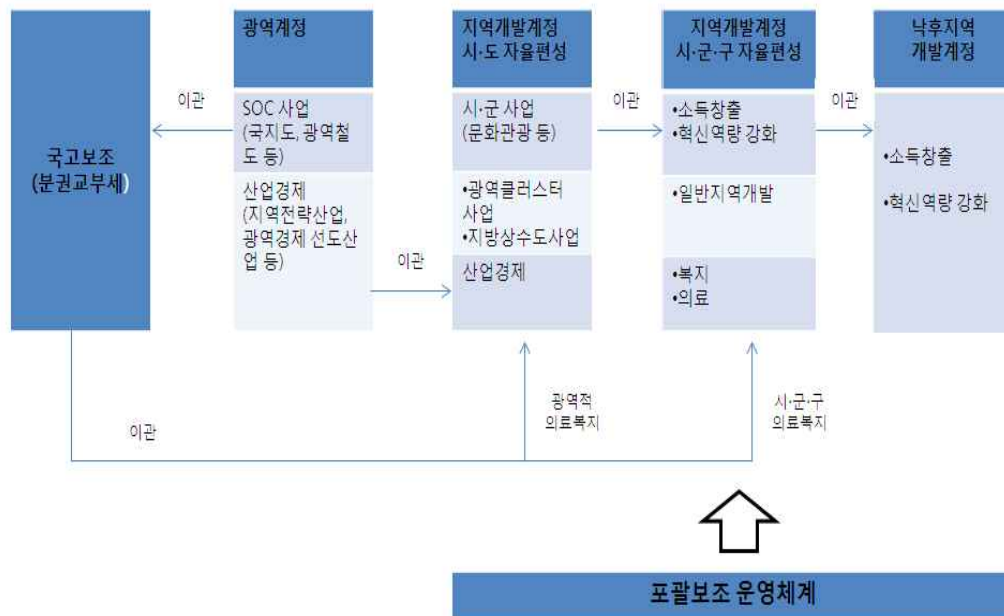 국고보조
(분권교부세)
이관
광역계정
SOC 사업
(국지도, 광역철
도 등)
산업경제
(지역전략산업,
광역경제 선도산
업 등)
이관
지역개발계정
시·도 자율편성
시·군 사업
(문화관광 등)
•광역클러스터
사업
•지방상수도사업
산업경제
이관
지역개발계정
시·군·구 자율편성
•소득창출
•혁신역량 강화
•일반지역개발
•복지
•의료
이관
낙후지역
개발계정
•소득창출
•혁신역량 강화
이관
광역적
의료복지
시·군·구
의료복지
포괄보조 운영체계